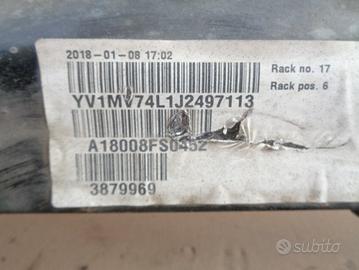 2018-01-08 17:02
Rack no. 17
YV1MV74L1J2497113
Rack pos. 6
A18008FS0452
3879969
subito